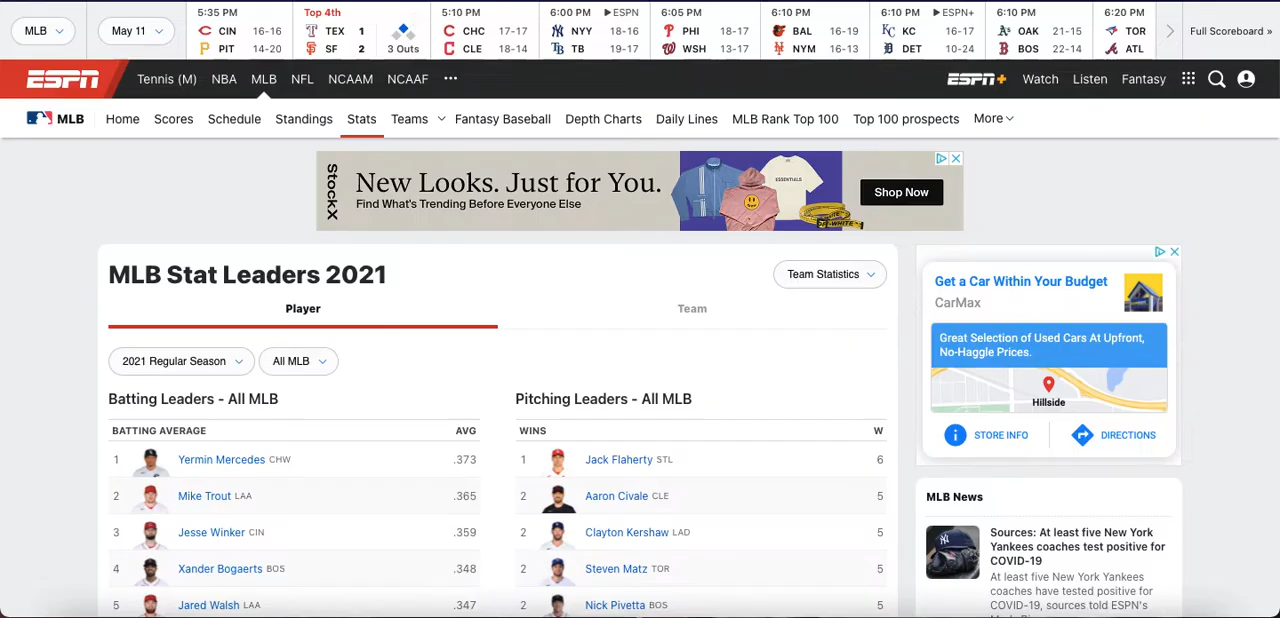 MLB
May 11
5:35 PM
CIN 16-16
PIT 14-20
Top 4th
TEX 1
SF 2
3 Outs
5:10 PM
CHC 17-17
CLE 18-14
6:00 PM ESPN
NYY 18-16
TB 19-17
6:05 PM
PHI 18-17
WSH 13-17
6:10 PM
BAL 16-19
NYM 16-13
6:10 PM ESPN+
KC 16-17
DET 10-24
6:10 PM
OAK 21-15
BOS 22-14
6:20 PM
TOR
ATL
Full Scoreboard »
ESPN Tennis (M) NBA MLB NFL NCAAM NCAAF ••• ESPN+ Watch Listen Fantasy
MLB Home Scores Schedule Standings Stats Teams Fantasy Baseball Depth Charts Daily Lines MLB Rank Top 100 Top 100 prospects More
StockX
New Looks. Just for You.
Find What's Trending Before Everyone Else
ESSENTIALS
Shop Now
MLB Stat Leaders 2021
Team Statistics
Player Team
2021 Regular Season All MLB
Batting Leaders - All MLB
BATTING AVERAGE AVG
1 Yermin Mercedes CHW .373
2 Mike Trout LAA .365
3 Jesse Winker CIN .359
4 Xander Bogaerts BOS .348
5 Jared Walsh LAA .347
Pitching Leaders - All MLB
WINS W
1 Jack Flaherty STL 6
2 Aaron Civale CLE 5
2 Clayton Kershaw LAD 5
2 Steven Matz TOR 5
2 Nick Pivetta BOS 5
Get a Car Within Your Budget
CarMax
Great Selection of Used Cars At Upfront,
No-Haggle Prices.
Hillside
STORE INFO DIRECTIONS
MLB News
Sources: At least five New York
Yankees coaches test positive for
COVID-19
At least five New York Yankees
coaches have tested positive for
COVID-19, sources told ESPN's